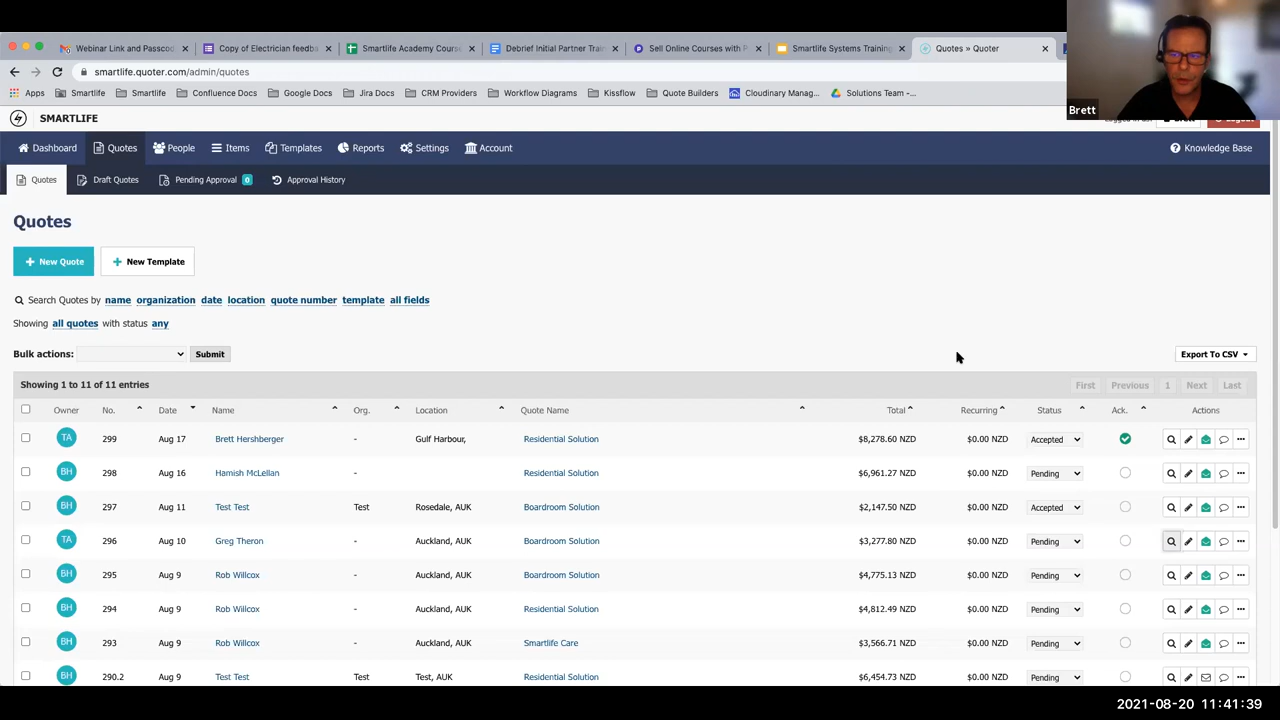 Webinar Link and Passcod
Copy of Electrician feedba
Smartlife Academy Course
Debrief Initial Partner Trai
Sell Online Courses with P
Smartlife Systems Training
Quotes » Quoter
smartlife.quoter.com/admin/quotes
Apps Smartlife Smartlife Confluence Docs Google Docs Jira Docs CRM Providers Workflow Diagrams Kissflow Quote Builders Cloudinary Manag... Solutions Team -...
Brett
SMARTLIFE
Dashboard Quotes People Items Templates Reports Settings Account Knowledge Base
Quotes Draft Quotes Pending Approval 0 Approval History
Quotes
+ New Quote + New Template
Search Quotes by name organization date location quote number template all fields
Showing all quotes with status any
Bulk actions: Submit Export To CSV
Showing 1 to 11 of 11 entries First Previous 1 Next Last
Owner No. Date Name Org. Location Quote Name Total Recurring Status Ack. Actions
TA 299 Aug 17 Brett Hershberger - Gulf Harbour, Residential Solution $8,278.60 NZD $0.00 NZD Accepted
BH 298 Aug 16 Hamish McLellan - Residential Solution $6,961.27 NZD $0.00 NZD Pending
BH 297 Aug 11 Test Test Test Rosedale, AUK Boardroom Solution $2,147.50 NZD $0.00 NZD Accepted
TA 296 Aug 10 Greg Theron - Auckland, AUK Boardroom Solution $3,277.80 NZD $0.00 NZD Pending
BH 295 Aug 9 Rob Willcox - Auckland, AUK Boardroom Solution $4,775.13 NZD $0.00 NZD Pending
BH 294 Aug 9 Rob Willcox - Auckland, AUK Residential Solution $4,812.49 NZD $0.00 NZD Pending
BH 293 Aug 9 Rob Willcox - Auckland, AUK Smartlife Care $3,566.71 NZD $0.00 NZD Pending
BH 290.2 Aug 9 Test Test Test Test, AUK Residential Solution $6,454.73 NZD $0.00 NZD Pending
2021-08-20 11:41:39